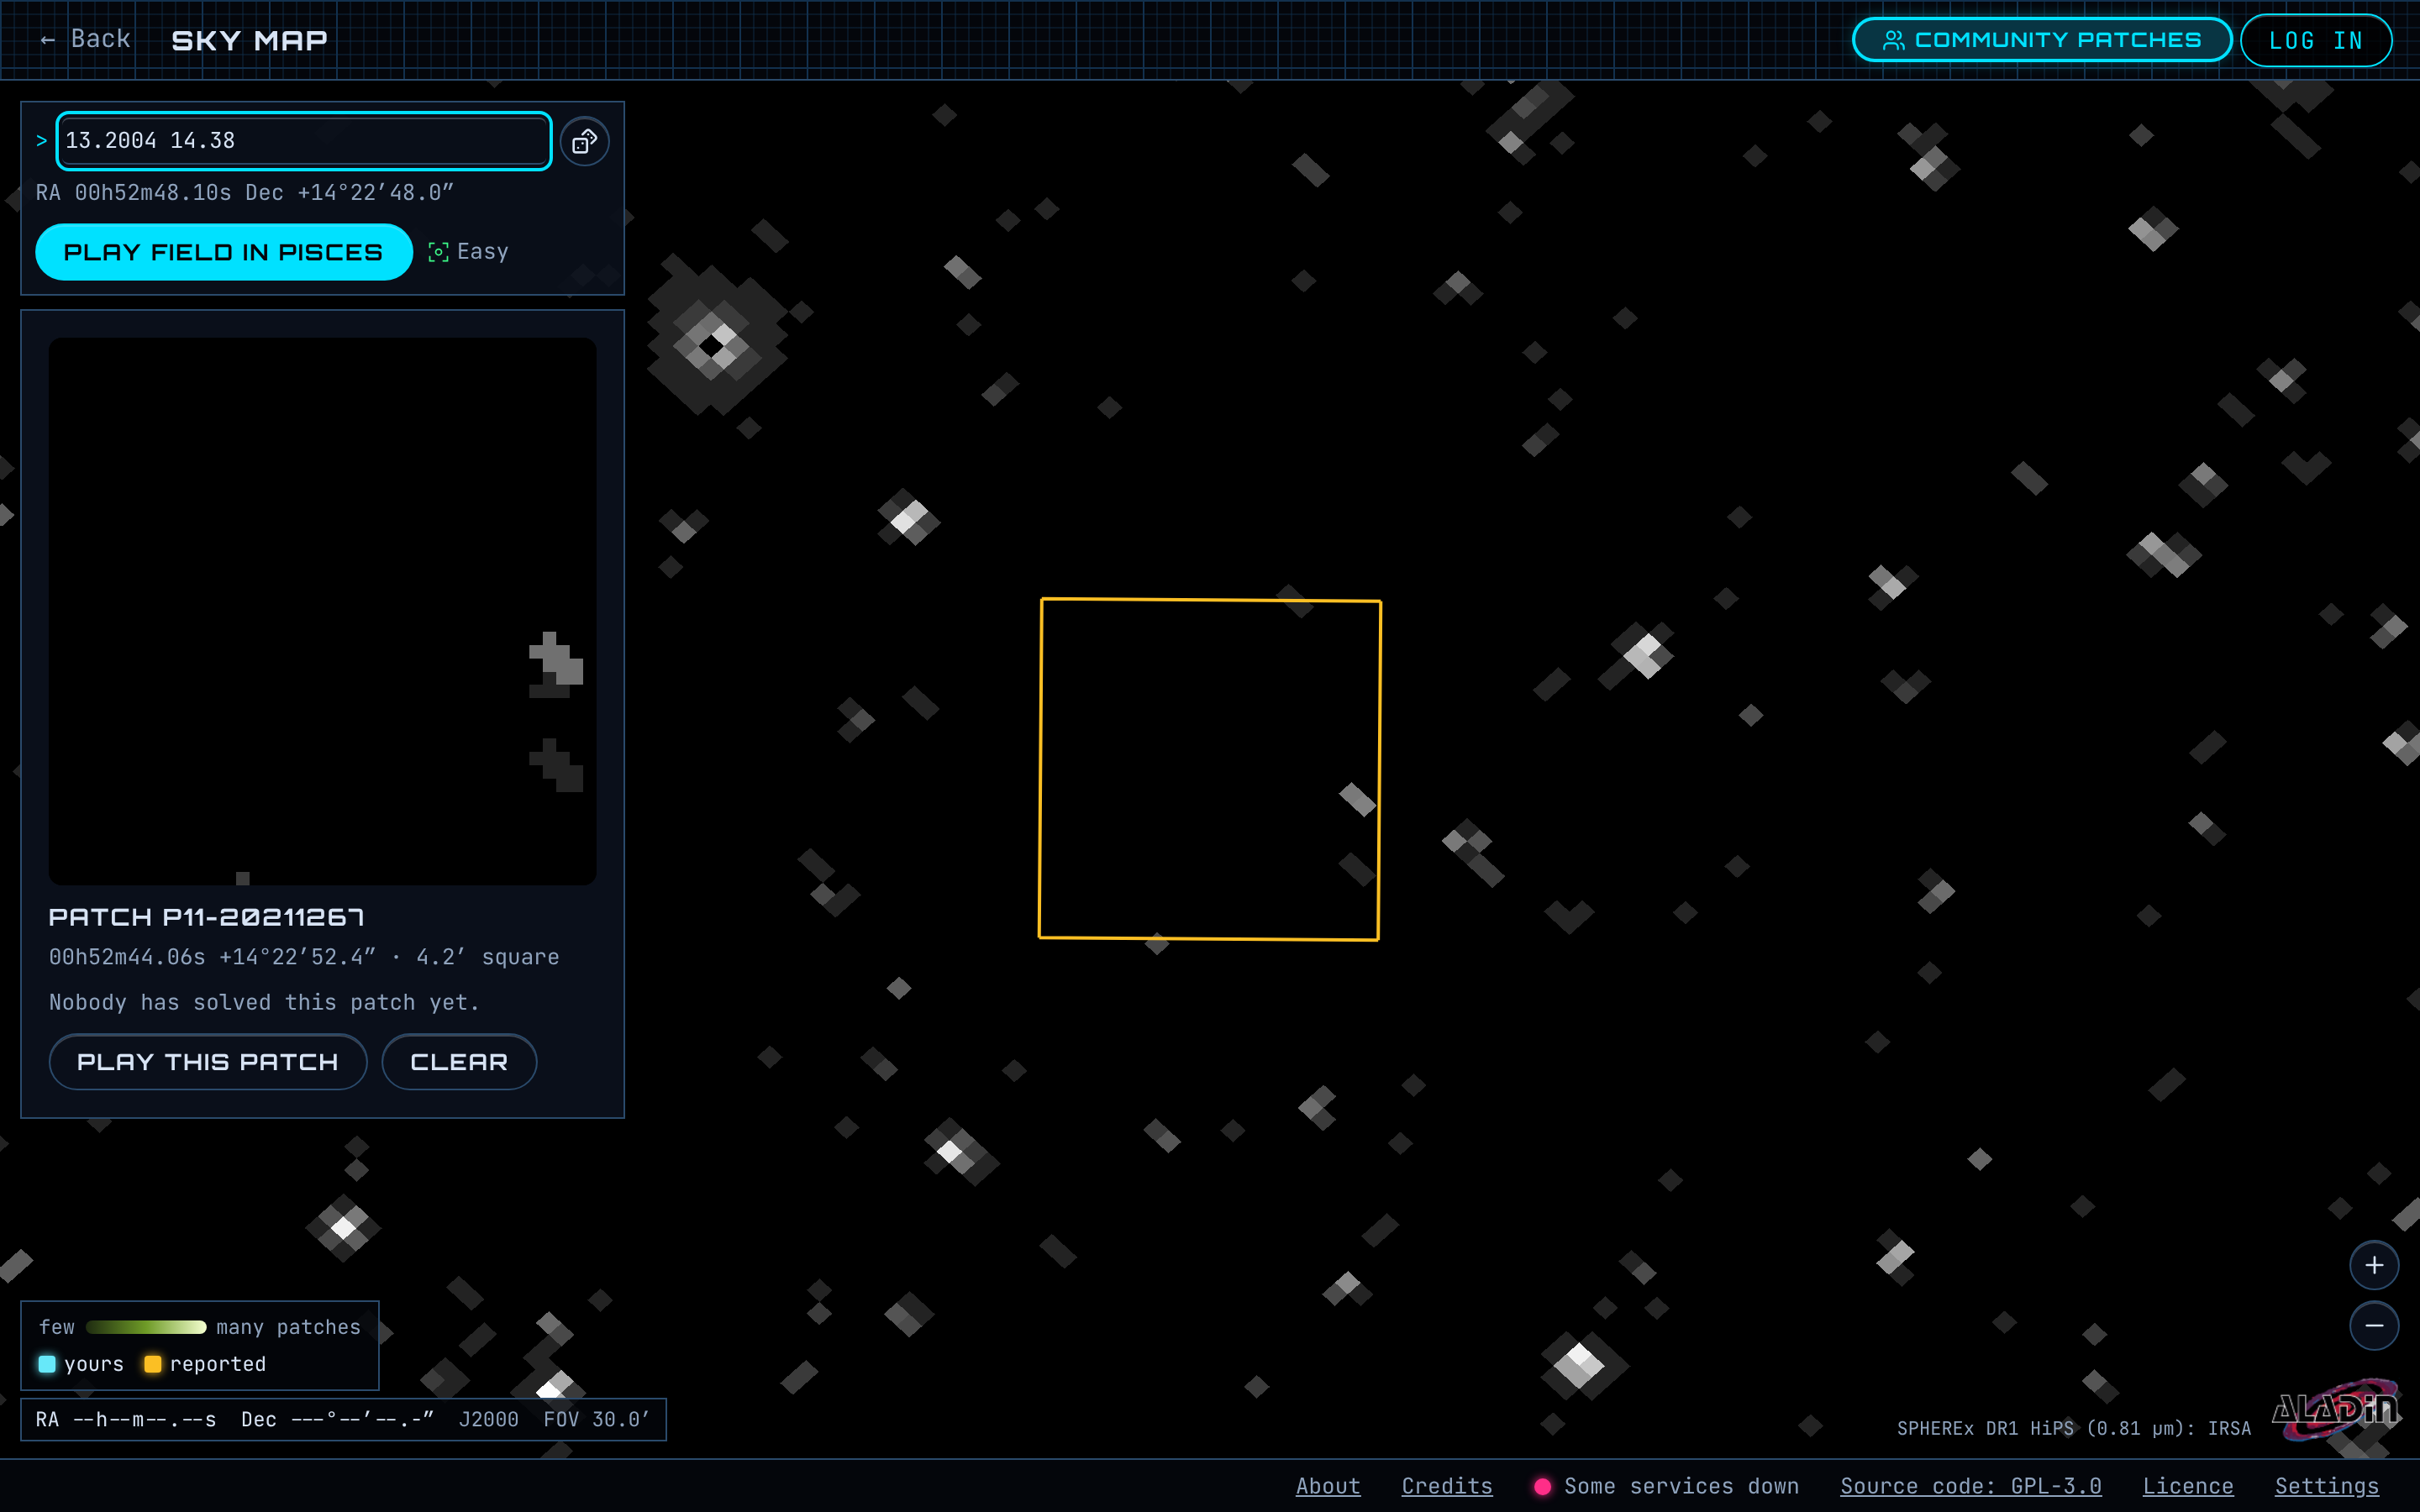 ← Back SKY MAP COMMUNITY PATCHES LOG IN
> 13.2004 14.38
RA 00h52m48.10s Dec +14°22′48.0″
PLAY FIELD IN PISCES Easy
PATCH P11-20211267
00h52m44.06s +14°22′52.4″ · 4.2′ square
Nobody has solved this patch yet.
PLAY THIS PATCH CLEAR
few many patches
yours reported
RA --h--m--.--s Dec ---°--′--.-″ J2000 FOV 30.0′
SPHEREx DR1 HiPS (0.81 µm): IRSA
ALADIN
About Credits Some services down Source code: GPL-3.0 Licence Settings